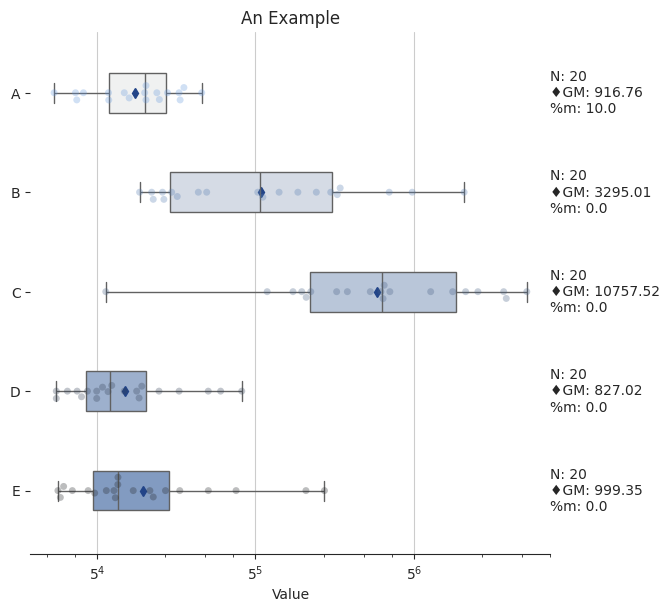 An Example
A
N: 20
♦GM: 916.76
%m: 10.0
B
N: 20
♦GM: 3295.01
%m: 0.0
C
N: 20
♦GM: 10757.52
%m: 0.0
D
N: 20
♦GM: 827.02
%m: 0.0
E
N: 20
♦GM: 999.35
%m: 0.0
5⁴ 5⁵ 5⁶
Value